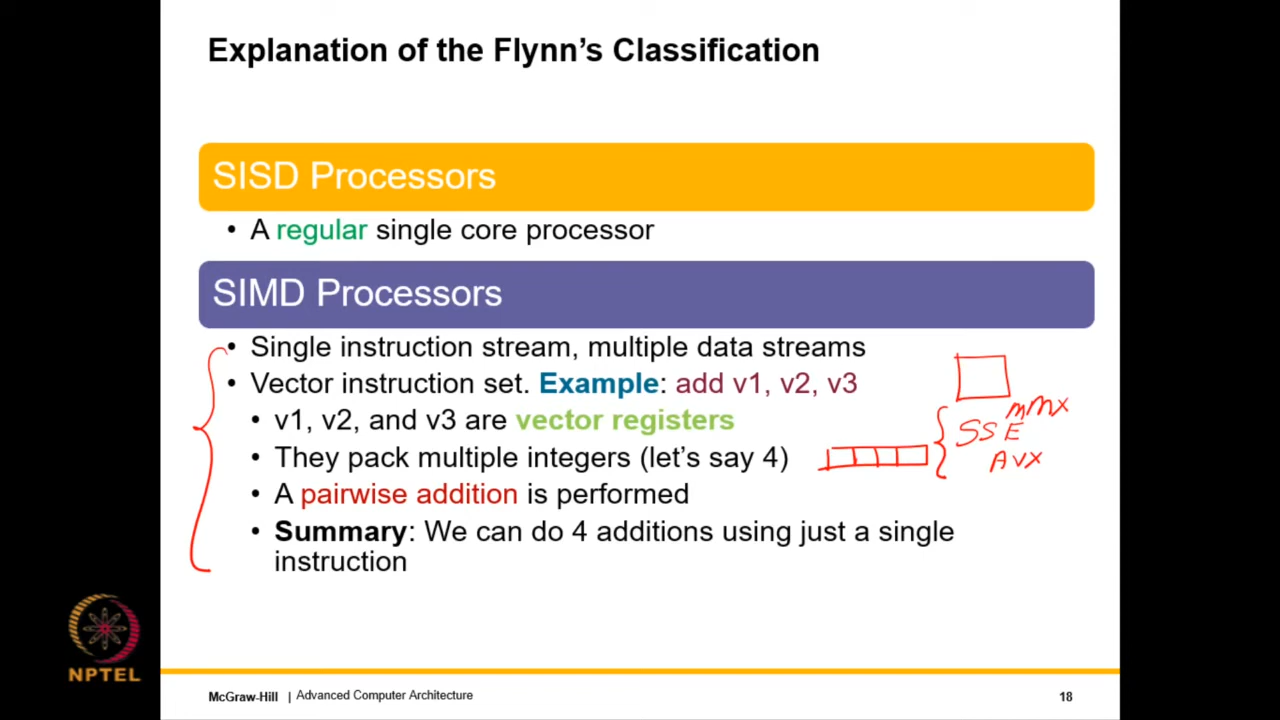 Explanation of the Flynn's Classification
SISD Processors
• A regular single core processor
SIMD Processors
• Single instruction stream, multiple data streams
• Vector instruction set. Example: add v1, v2, v3
• v1, v2, and v3 are vector registers
• They pack multiple integers (let's say 4)
• A pairwise addition is performed
• Summary: We can do 4 additions using just a single
instruction
MMX
SSE
AVX
NPTEL
McGraw-Hill | Advanced Computer Architecture
18